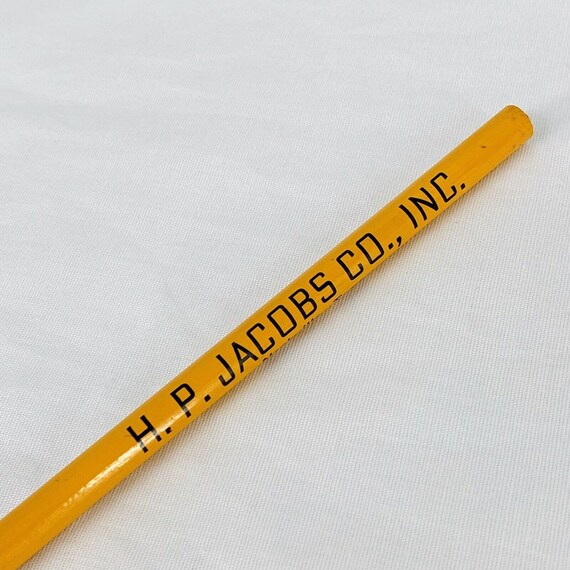 H. P. JACOBS CO., INC.